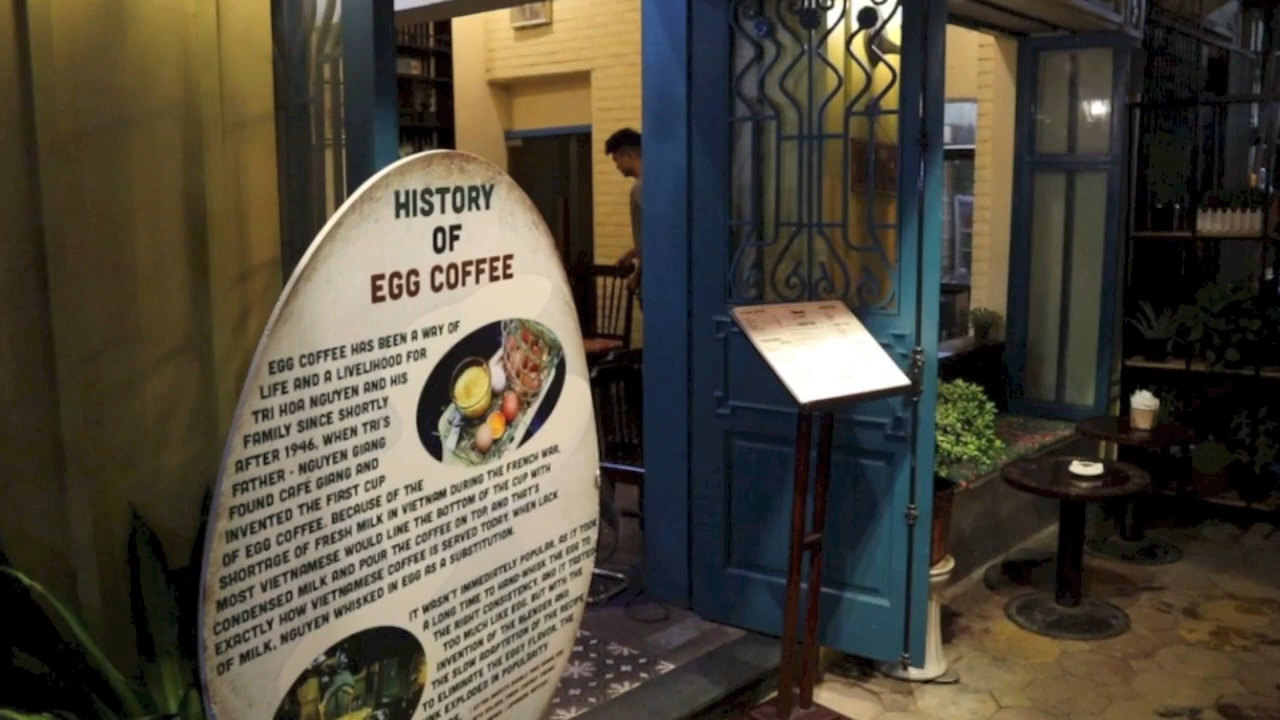 HISTORY
OF
EGG COFFEE
EGG COFFEE HAS BEEN A WAY OF
LIFE AND A LIVELIHOOD FOR
TRI HOA NGUYEN AND HIS
FAMILY SINCE SHORTLY
AFTER 1946, WHEN TRI'S
FATHER - NGUYEN GIANG
FOUND CAFÉ GIANG AND
INVENTED THE FIRST CUP
OF EGG COFFEE. BECAUSE OF THE
SHORTAGE OF FRESH MILK IN VIETNAM DURING THE FRENCH WAR,
MOST VIETNAMESE WOULD LINE THE BOTTOM OF THE CUP WITH
CONDENSED MILK AND POUR THE COFFEE ON TOP, AND THAT'S
EXACTLY HOW VIETNAMESE COFFEE IS SERVED TODAY. WHEN LACK
OF MILK, NGUYEN WHISKED IN EGG AS A SUBSTITUTION.
IT WASN'T IMMEDIATELY POPULAR, AS IT TOOK
A LONG TIME TO HAND-WHISK THE EGG TO
THE RIGHT CONSISTENCY, AND IT TASTED
TOO MUCH LIKE EGG. BUT WITH THE
INVENTION OF THE BLENDER AND
THE SLOW ADAPTATION OF THE RECIPE
TO ELIMINATE THE EGGY FLAVOR, THE
EXPLODED IN POPULARITY